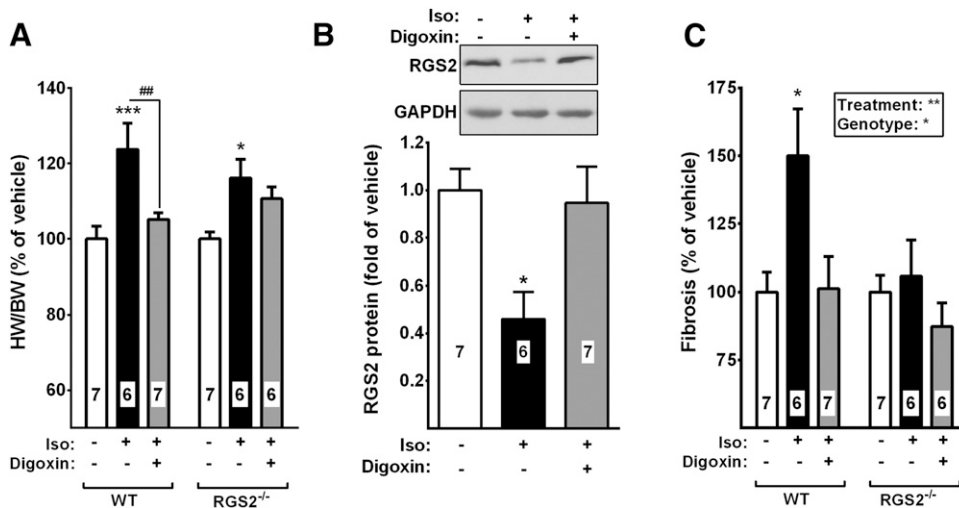 A
HW/BW (% of vehicle)
140
120
100
80
60
***
##
*
7 6 7 7 6 6
Iso: - + + - + +
Digoxin: - - + - - +
WT RGS2-/-
B
Iso: - + +
Digoxin: - - +
RGS2
GAPDH
RGS2 protein (fold of vehicle)
1.2
1.0
0.8
0.6
0.4
0.2
*
7 6 7
Iso: - + +
Digoxin: - - +
C
Treatment: **
Genotype: *
Fibrosis (% of vehicle)
175
150
125
100
75
*
7 6 7 7 6 6
Iso: - + + - + +
Digoxin: - - + - - +
WT RGS2-/-